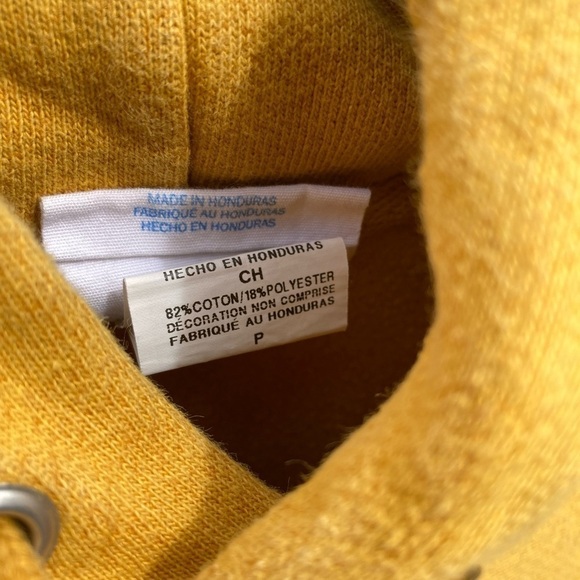 MADE IN HONDURAS
FABRIQUÉ AU HONDURAS
HECHO EN HONDURAS
HECHO EN HONDURAS
CH
82%COTON/18%POLYESTER
DÉCORATION NON COMPRISE
FABRIQUÉ AU HONDURAS
P